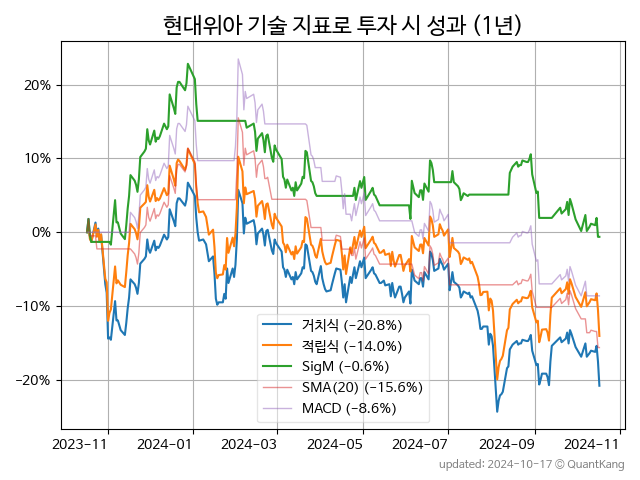 현대위아 기술 지표로 투자 시 성과 (1년)
20%
10%
0%
−10%
−20%
거치식 (−20.8%)
적립식 (−14.0%)
SigM (−0.6%)
SMA(20) (−15.6%)
MACD (−8.6%)
2023-11 2024-01 2024-03 2024-05 2024-07 2024-09 2024-11
updated: 2024-10-17 © QuantKang